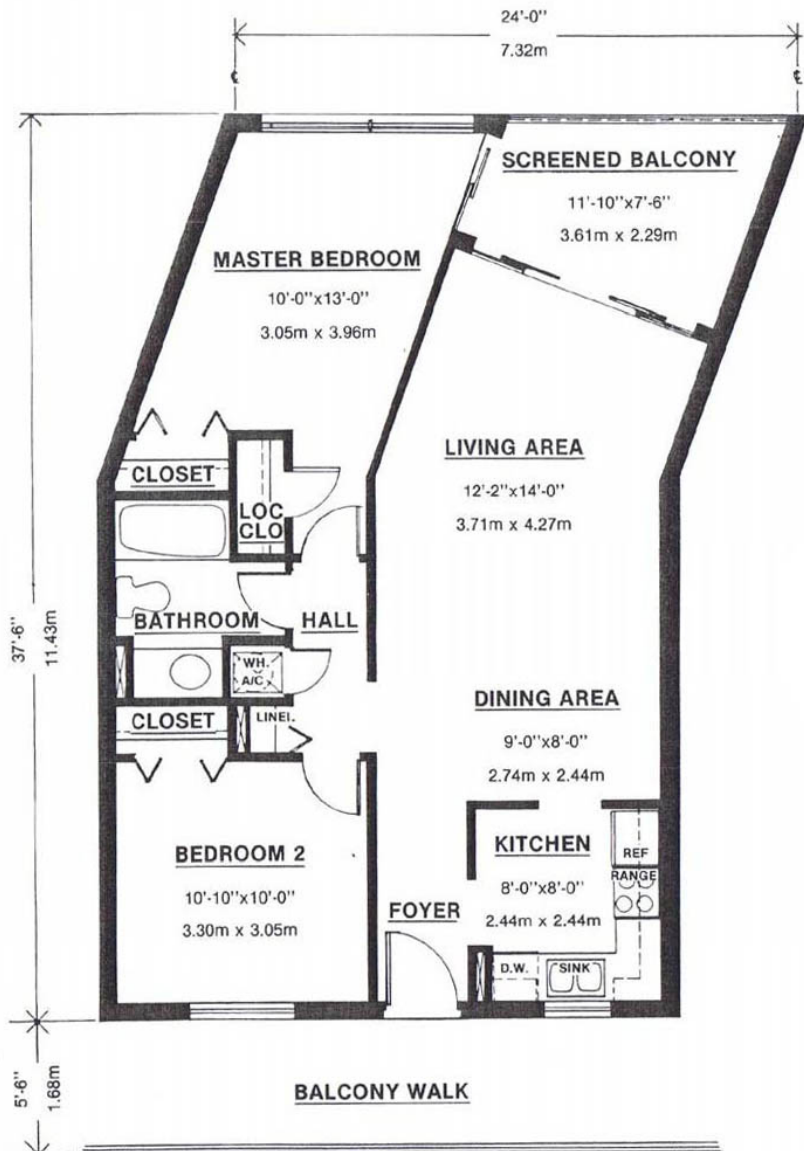 24'-0"
7.32m
℄
℄
SCREENED BALCONY
11'-10"x7'-6"
3.61m x 2.29m
MASTER BEDROOM
10'-0"x13'-0"
3.05m x 3.96m
LIVING AREA
12'-2"x14'-0"
3.71m x 4.27m
CLOSET
LOC
CLO
BATHROOM
HALL
37'-6"
11.43m
WH.
A/C
DINING AREA
9'-0"x8'-0"
2.74m x 2.44m
CLOSET
LINEI.
KITCHEN
8'-0"x8'-0"
2.44m x 2.44m
REF
RANGE
BEDROOM 2
10'-10"x10'-0"
3.30m x 3.05m
FOYER
D.W.
SINK
5'-6"
1.68m
BALCONY WALK